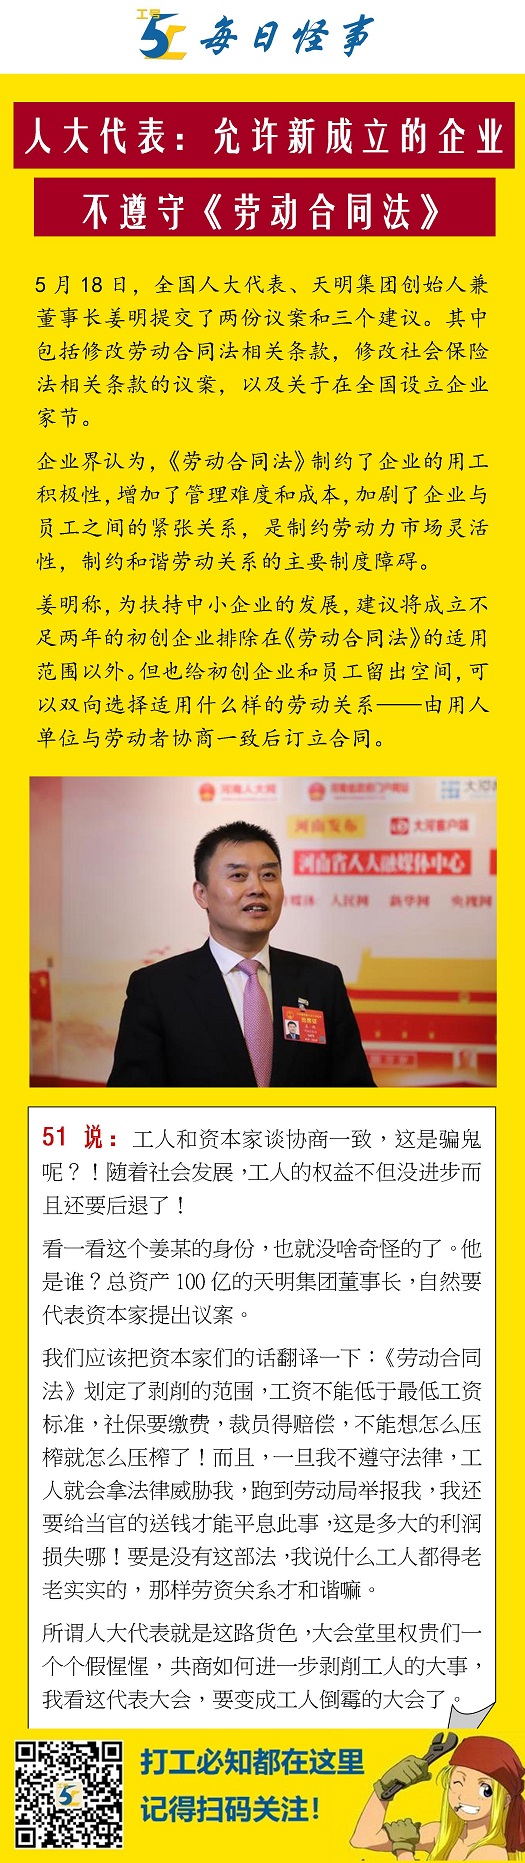 工号
51
每日怪事
人大代表：允许新成立的企业
不遵守《劳动合同法》
5月18日，全国人大代表、天明集团创始人兼
董事长姜明提交了两份议案和三个建议。其中
包括修改劳动合同法相关条款，修改社会保险
法相关条款的议案，以及关于在全国设立企业
家节。
企业界认为，《劳动合同法》制约了企业的用工
积极性，增加了管理难度和成本，加剧了企业与
员工之间的紧张关系，是制约劳动力市场灵活
性，制约和谐劳动关系的主要制度障碍。
姜明称，为扶持中小企业的发展，建议将成立不
足两年的初创企业排除在《劳动合同法》的适用
范围以外。但也给初创企业和员工留出空间，可
以双向选择适用什么样的劳动关系——由用人
单位与劳动者协商一致后订立合同。
河南人大网
河南省政府门户网站
河南发布
大河客户端
河南省人大融媒体中心
人民网 新华网 央视网
51 说：工人和资本家谈协商一致，这是骗鬼
呢？！随着社会发展，工人的权益不但没进步而
且还要后退了！
看一看这个姜某的身份，也就没啥奇怪的了。他
是谁？总资产 100 亿的天明集团董事长，自然要
代表资本家提出议案。
我们应该把资本家们的话翻译一下：《劳动合同
法》划定了剥削的范围，工资不能低于最低工资
标准，社保要缴费，裁员得赔偿，不能想怎么压
榨就怎么压榨了！而且，一旦我不遵守法律，工
人就会拿法律威胁我，跑到劳动局举报我，我还
要给当官的送钱才能平息此事，这是多大的利润
损失哪！要是没有这部法，我说什么工人都得老
老实实的，那样劳资关系才和谐嘛。
所谓人大代表就是这路货色，大会堂里权贵们一
个个假惺惺，共商如何进一步剥削工人的大事，
我看这代表大会，要变成工人倒霉的大会了。
打工必知都在这里
记得扫码关注！